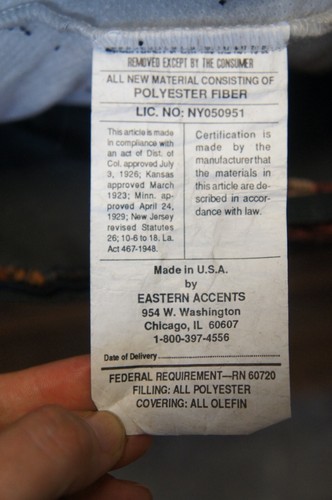 REMOVED EXCEPT BY THE CONSUMER
ALL NEW MATERIAL CONSISTING OF
POLYESTER FIBER
LIC. NO: NY050951
This article is made
in compliance with
an act of Dist. of
Col. approved July
3, 1926; Kansas
approved March
1923; Minn. ap-
proved April 24,
1929; New Jersey
revised Statutes
26; 10-6 to 18. La.
Act 467-1948.
Certification is
made by the
manufacturer that
the materials in
this article are de-
scribed in accor-
dance with law.
Made in U.S.A.
by
EASTERN ACCENTS
954 W. Washington
Chicago, IL 60607
1-800-397-4556
Date of Delivery
FEDERAL REQUIREMENT—RN 60720
FILLING: ALL POLYESTER
COVERING: ALL OLEFIN